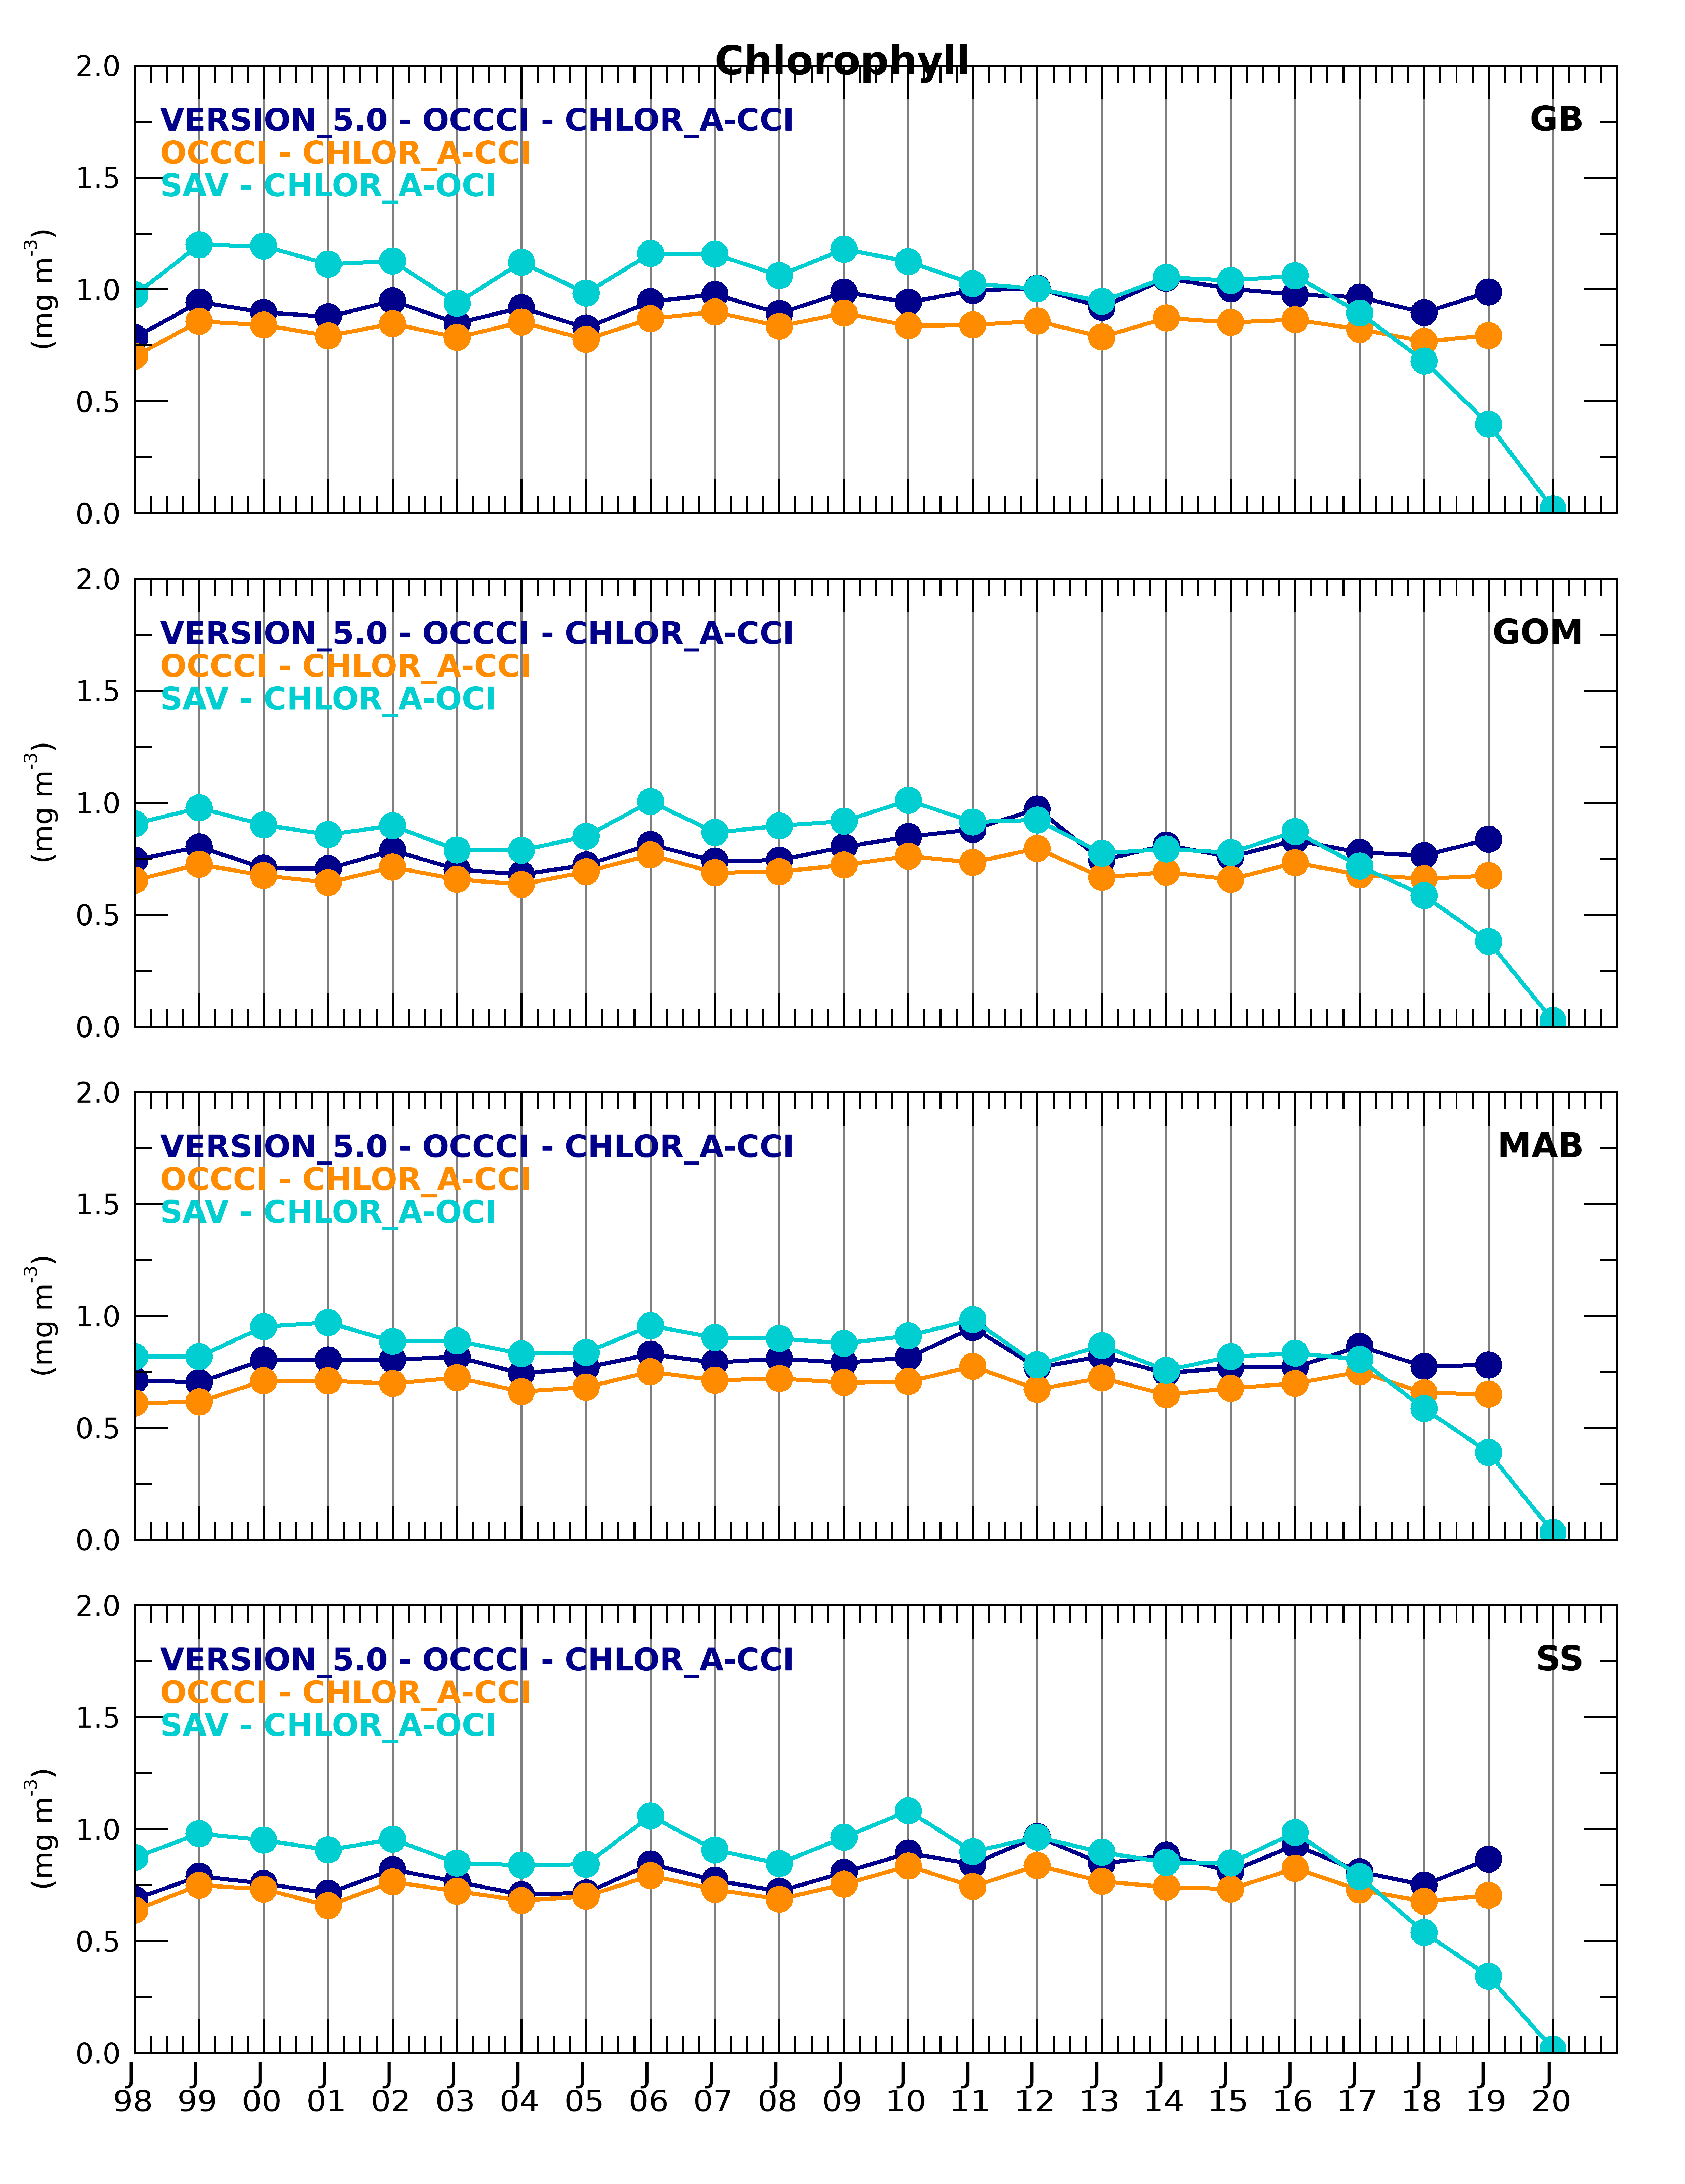 Chlorophyll
2.0
VERSION_5.0 - OCCCI - CHLOR_A-CCI
GB
OCCCI - CHLOR_A-CCI
1.5
SAV - CHLOR_A-OCI
1.0
(mg m-3)
0.5
0.0
2.0
VERSION_5.0 - OCCCI - CHLOR_A-CCI
GOM
OCCCI - CHLOR_A-CCI
1.5
SAV - CHLOR_A-OCI
1.0
(mg m-3)
0.5
0.0
2.0
VERSION_5.0 - OCCCI - CHLOR_A-CCI
MAB
OCCCI - CHLOR_A-CCI
1.5
SAV - CHLOR_A-OCI
1.0
(mg m-3)
0.5
0.0
2.0
VERSION_5.0 - OCCCI - CHLOR_A-CCI
SS
OCCCI - CHLOR_A-CCI
1.5
SAV - CHLOR_A-OCI
1.0
(mg m-3)
0.5
0.0
J J J J J J J J J J J J J J J J J J J J J J J
98 99 00 01 02 03 04 05 06 07 08 09 10 11 12 13 14 15 16 17 18 19 20